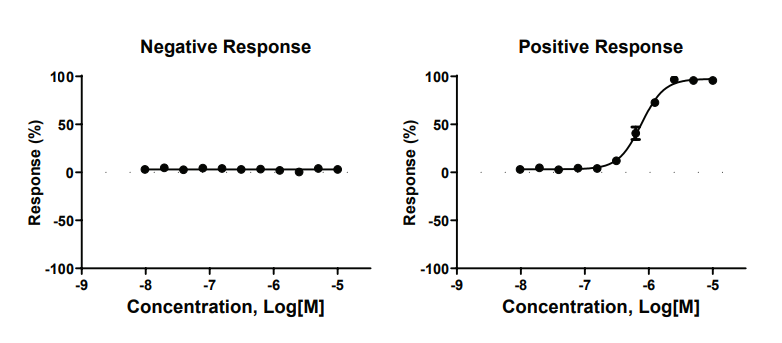 Negative Response
Response (%)
100
50
0
-50
-100
-9 -8 -7 -6 -5
Concentration, Log[M]
Positive Response
Response (%)
100
50
0
-50
-100
-9 -8 -7 -6 -5
Concentration, Log[M]